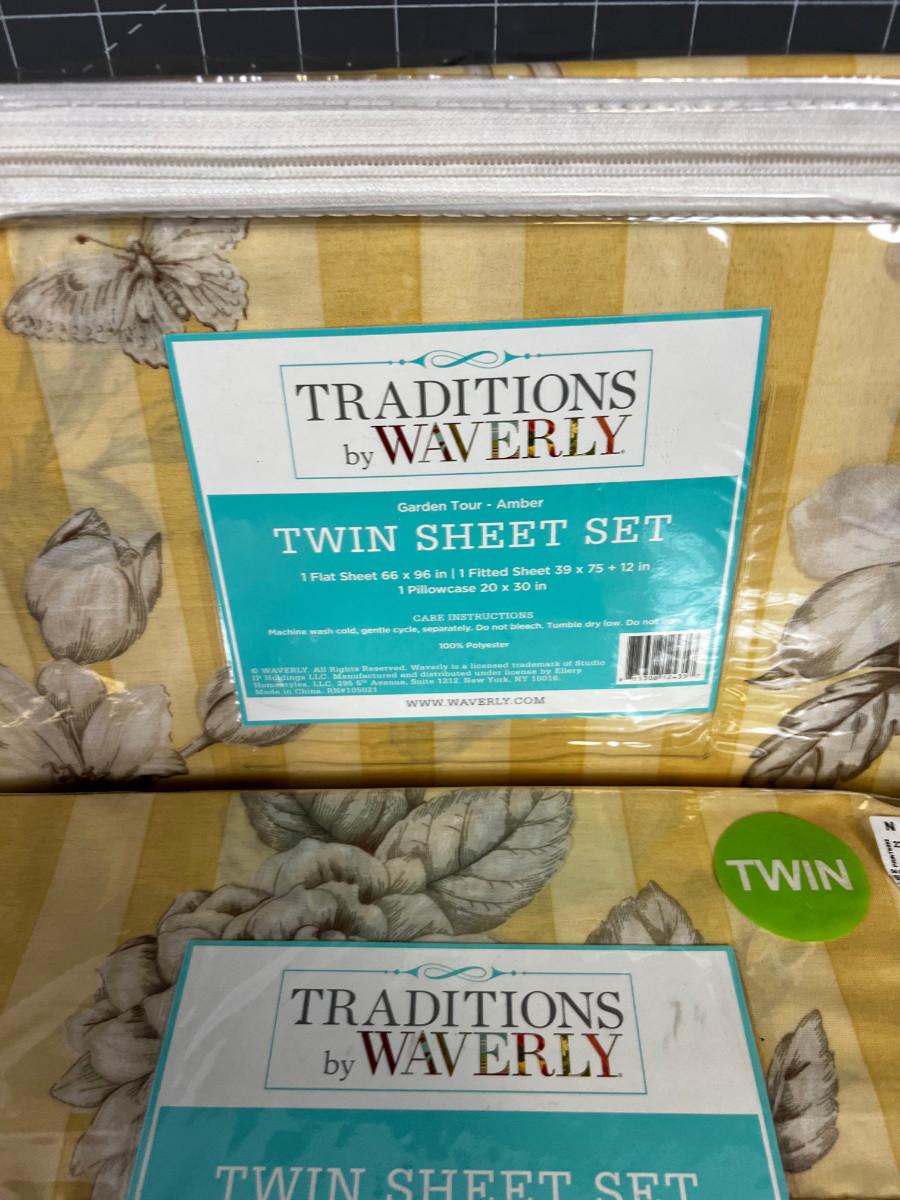 TRADITIONS
by WAVERLY
Garden Tour - Amber
TWIN SHEET SET
1 Flat Sheet 66 x 96 in | 1 Fitted Sheet 39 x 75 + 12 in
1 Pillowcase 20 x 30 in
CARE INSTRUCTIONS
Machine wash cold, gentle cycle, separately. Do not bleach. Tumble dry low. Do not
100% Polyester
© WAVERLY. All Rights Reserved. Waverly is a licensed trademark of Studio
IP Holdings LLC. Manufactured and distributed under license by Ellery
Homestyles, LLC. 295 5th Avenue, Suite 1212, New York, NY 10016.
Made in China. RN#105021
WWW.WAVERLY.COM
TWIN
N
TRADITIONS
by WAVERLY
TWIN SHEET SET